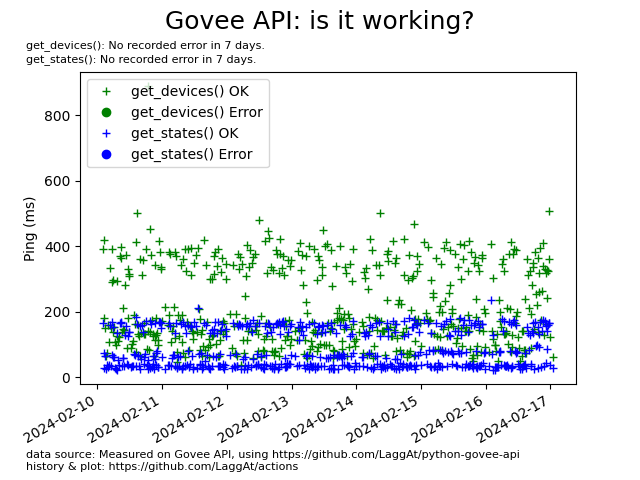 Govee API: is it working?
get_devices(): No recorded error in 7 days.
get_states(): No recorded error in 7 days.
get_devices() OK
get_devices() Error
get_states() OK
get_states() Error
Ping (ms)
800
600
400
200
0
2024-02-10
2024-02-11
2024-02-12
2024-02-13
2024-02-14
2024-02-15
2024-02-16
2024-02-17
data source: Measured on Govee API, using https://github.com/LaggAt/python-govee-api
history & plot: https://github.com/LaggAt/actions